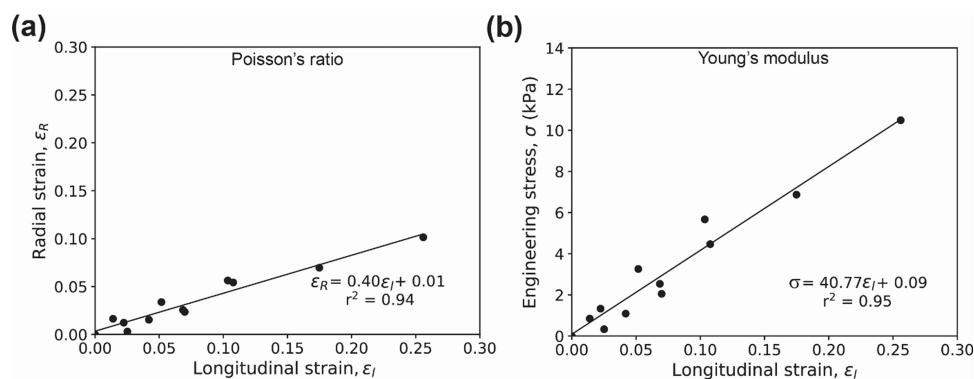 (a)
Poisson's ratio
0.30
0.25
0.20
0.15
0.10
0.05
0.00
Radial strain, εR
εR= 0.40εl+ 0.01
r² = 0.94
0.00 0.05 0.10 0.15 0.20 0.25 0.30
Longitudinal strain, εl
(b)
Young's modulus
14
12
10
8
6
4
2
0
Engineering stress, σ (kPa)
σ= 40.77εl+ 0.09
r² = 0.95
0.00 0.05 0.10 0.15 0.20 0.25 0.30
Longitudinal strain, εl